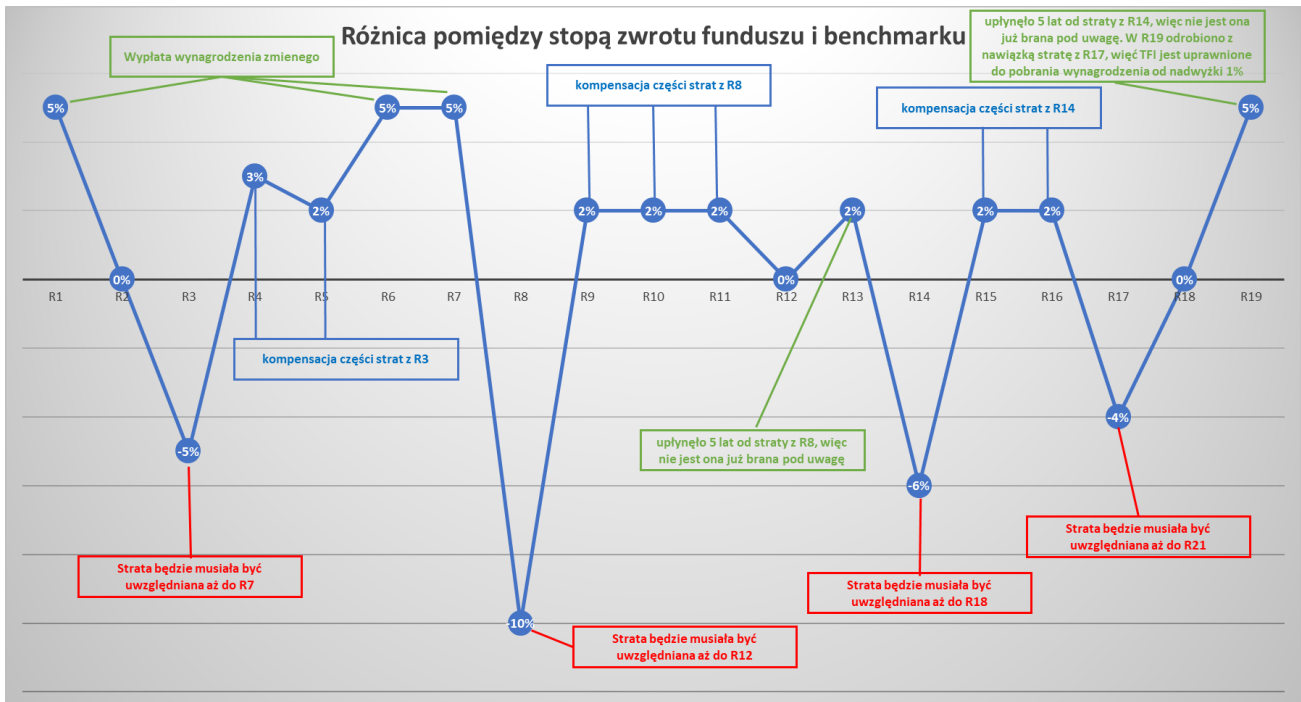 Różnica pomiędzy stopą zwrotu funduszu i benchmarku
upłynęło 5 lat od straty z R14, więc nie jest ona
już brana pod uwagę. W R19 odrobiono z
nawiązką stratę z R17, więć TFI jest uprawnione
do pobrania wynagrodzenia od nadwyżki 1%
Wypłata wynagrodzenia zmienego
kompensacja części strat z R8
kompensacja części strat z R14
5%
0%
-5%
3%
2%
5%
5%
-10%
2%
2%
2%
0%
2%
-6%
2%
2%
-4%
0%
5%
R1
R2
R3
R4
R5
R6
R7
R8
R9
R10
R11
R12
R13
R14
R15
R16
R17
R18
R19
kompensacja części strat z R3
upłynęło 5 lat od straty z R8, więc
nie jest ona już brana pod uwagę
Strata będzie musiała być
uwzględniana aż do R7
Strata będzie musiała być
uwzględniana aż do R12
Strata będzie musiała być
uwzględniana aż do R18
Strata będzie musiała być
uwzględniana aż do R21